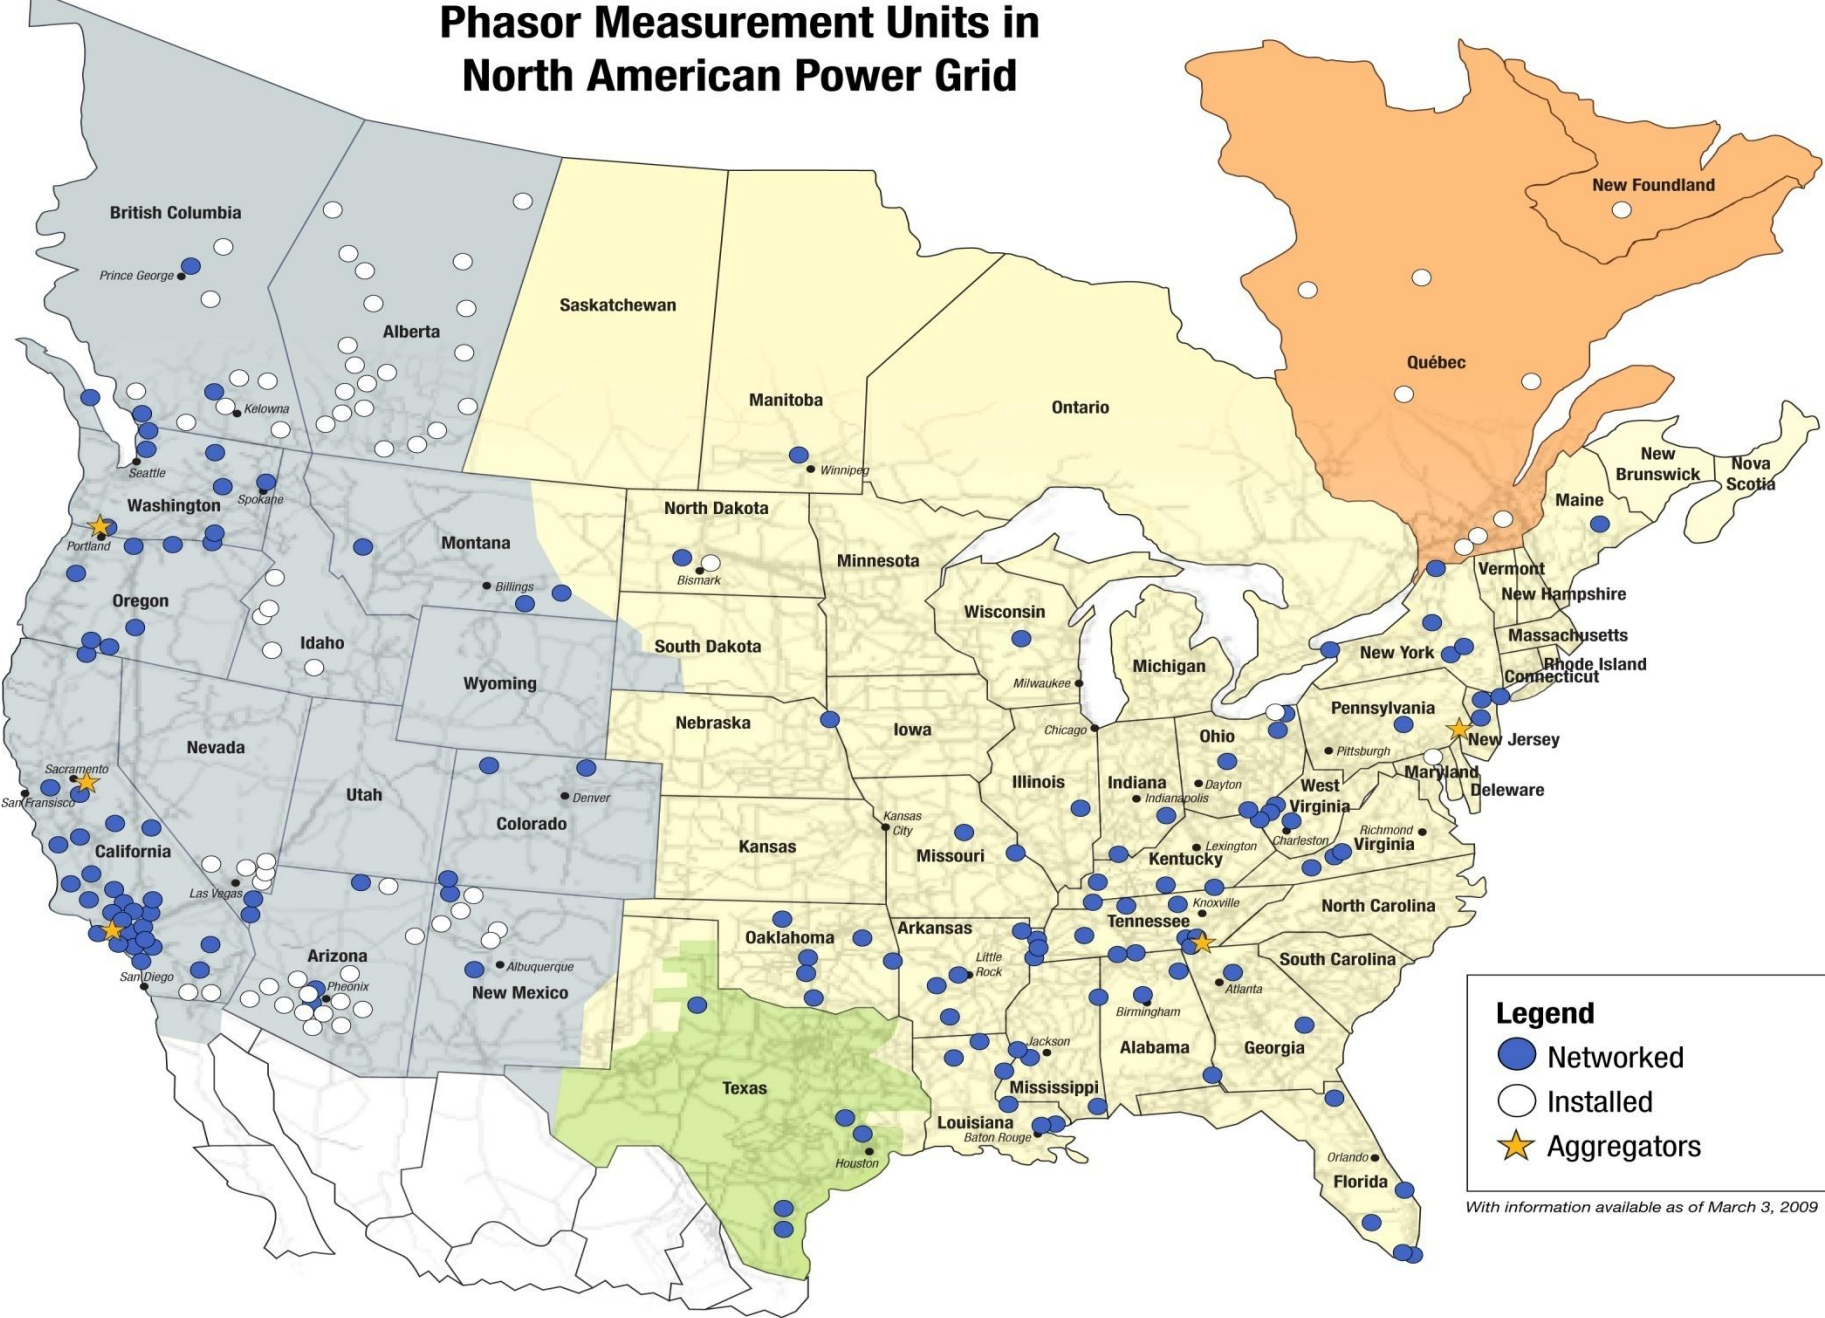 Phasor Measurement Units in
North American Power Grid
New Foundland
British Columbia
Prince George
Saskatchewan
Alberta
Québec
Manitoba
Ontario
Kelowna
New
Brunswick
Nova
Scotia
Winnipeg
Seattle
Spokane
Washington
Maine
North Dakota
Portland
Montana
Minnesota
Vermont
Bismark
Billings
New Hampshire
Oregon
Wisconsin
Massachusetts
Idaho
South Dakota
New York
Michigan
Rhode Island
Connecticut
Wyoming
Milwaukee
Pennsylvania
Nebraska
Iowa
Chicago
Ohio
New Jersey
Nevada
Pittsburgh
Sacramento
Maryland
Illinois
Indiana
Dayton
West
Virginia
Deleware
San Fransisco
Utah
Denver
Indianapolis
Colorado
Kansas
City
Richmond
Virginia
Charleston
California
Kansas
Missouri
Lexington
Kentucky
Las Vegas
Knoxville
North Carolina
Tennessee
Arkansas
Oklahoma
Arizona
Little
Rock
South Carolina
Albuquerque
San Diego
Pheonix
New Mexico
Atlanta
Birmingham
Jackson
Alabama
Georgia
Texas
Mississippi
Louisiana
Baton Rouge
Houston
Orlando
Florida
Legend
Networked
Installed
Aggregators
With information available as of March 3, 2009